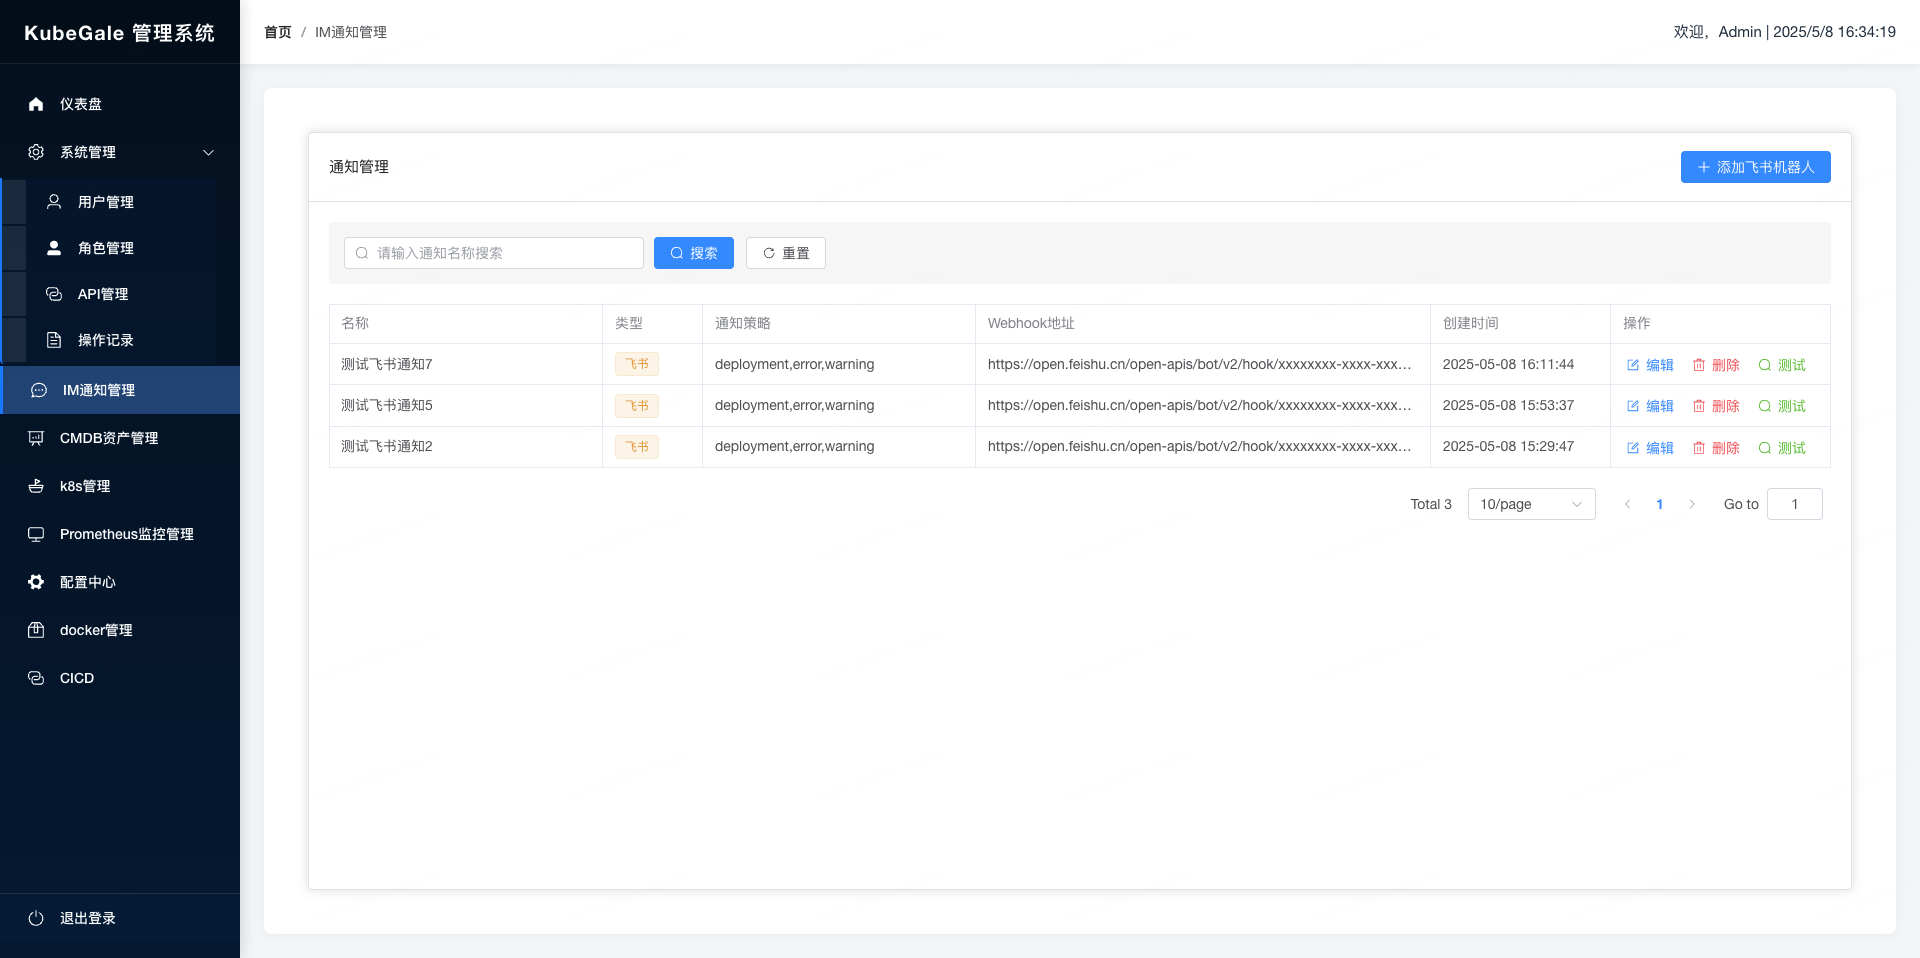 KubeGale 管理系统
仪表盘
系统管理
用户管理
角色管理
API管理
操作记录
IM通知管理
CMDB资产管理
k8s管理
Prometheus监控管理
配置中心
docker管理
CICD
退出登录
首页 / IM通知管理
欢迎，Admin | 2025/5/8 16:34:19
通知管理
添加飞书机器人
请输入通知名称搜索 搜索 重置
名称 类型 通知策略 Webhook地址 创建时间 操作
测试飞书通知7 飞书 deployment,error,warning https://open.feishu.cn/open-apis/bot/v2/hook/xxxxxxxx-xxxx-xxx... 2025-05-08 16:11:44 编辑 删除 测试
测试飞书通知5 飞书 deployment,error,warning https://open.feishu.cn/open-apis/bot/v2/hook/xxxxxxxx-xxxx-xxx... 2025-05-08 15:53:37 编辑 删除 测试
测试飞书通知2 飞书 deployment,error,warning https://open.feishu.cn/open-apis/bot/v2/hook/xxxxxxxx-xxxx-xxx... 2025-05-08 15:29:47 编辑 删除 测试
Total 3 10/page 1 Go to 1